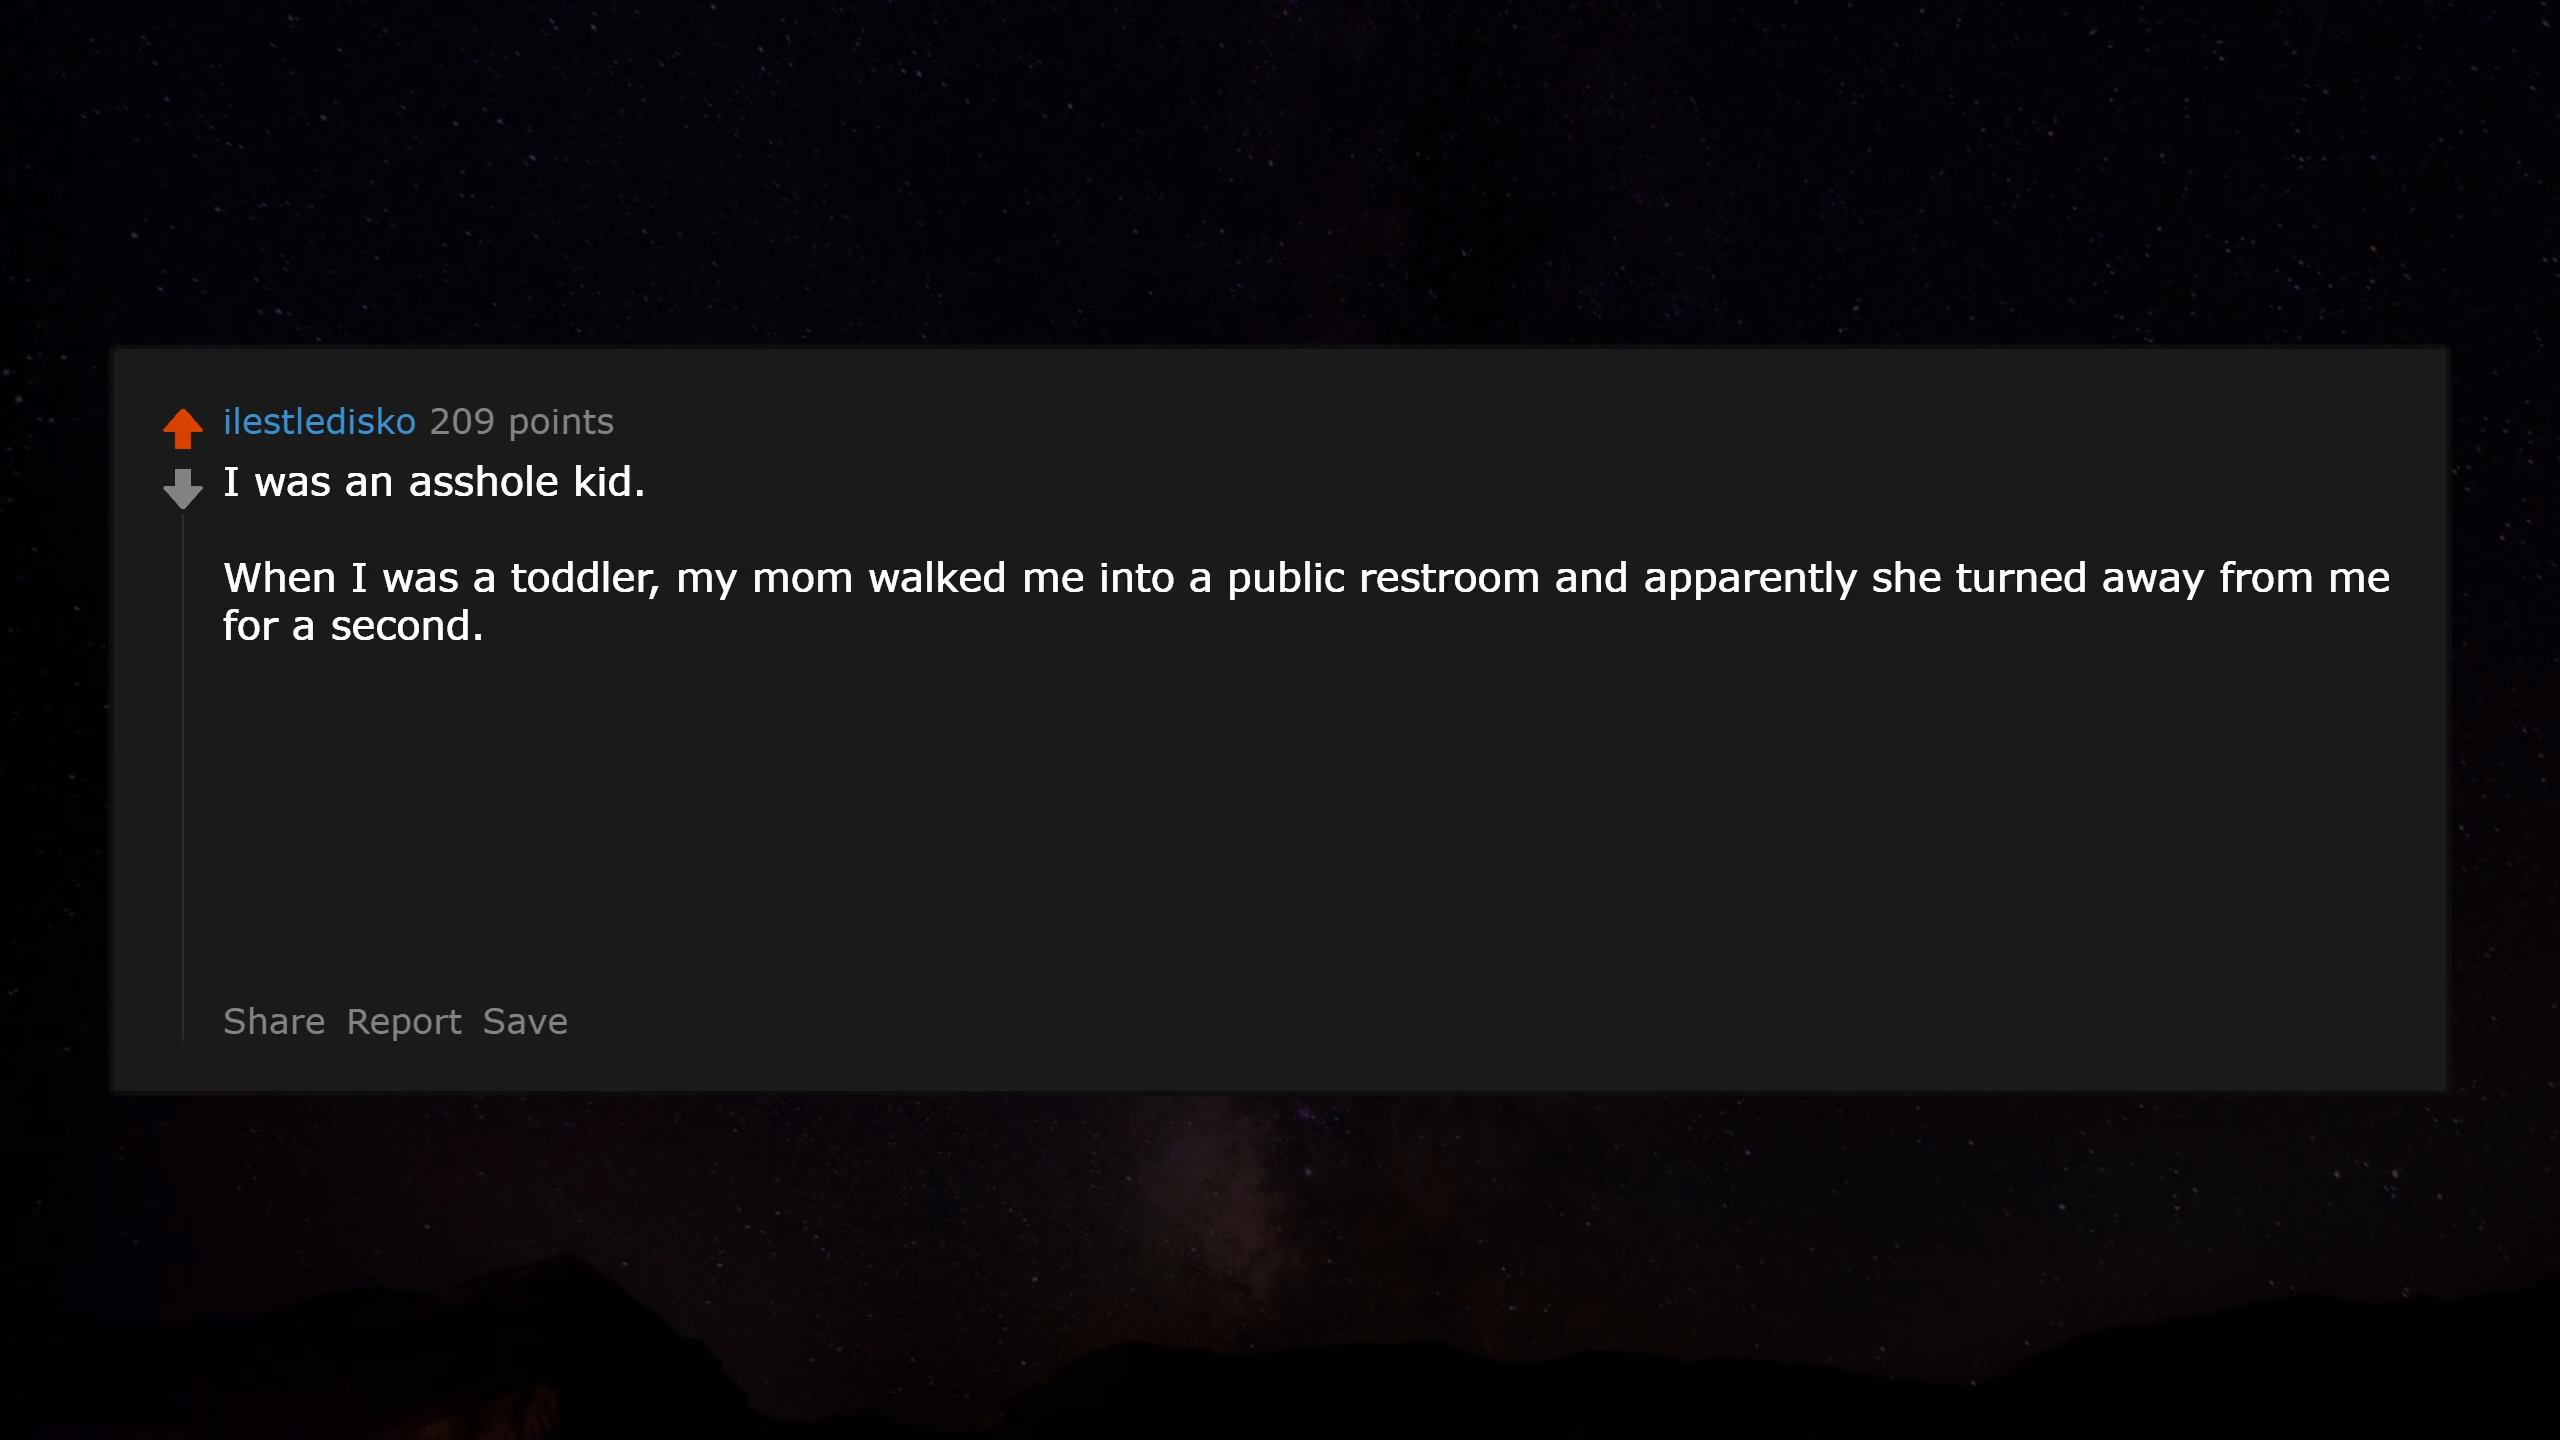 ilestledisko 209 points
I was an asshole kid.
When I was a toddler, my mom walked me into a public restroom and apparently she turned away from me
for a second.
Share Report Save